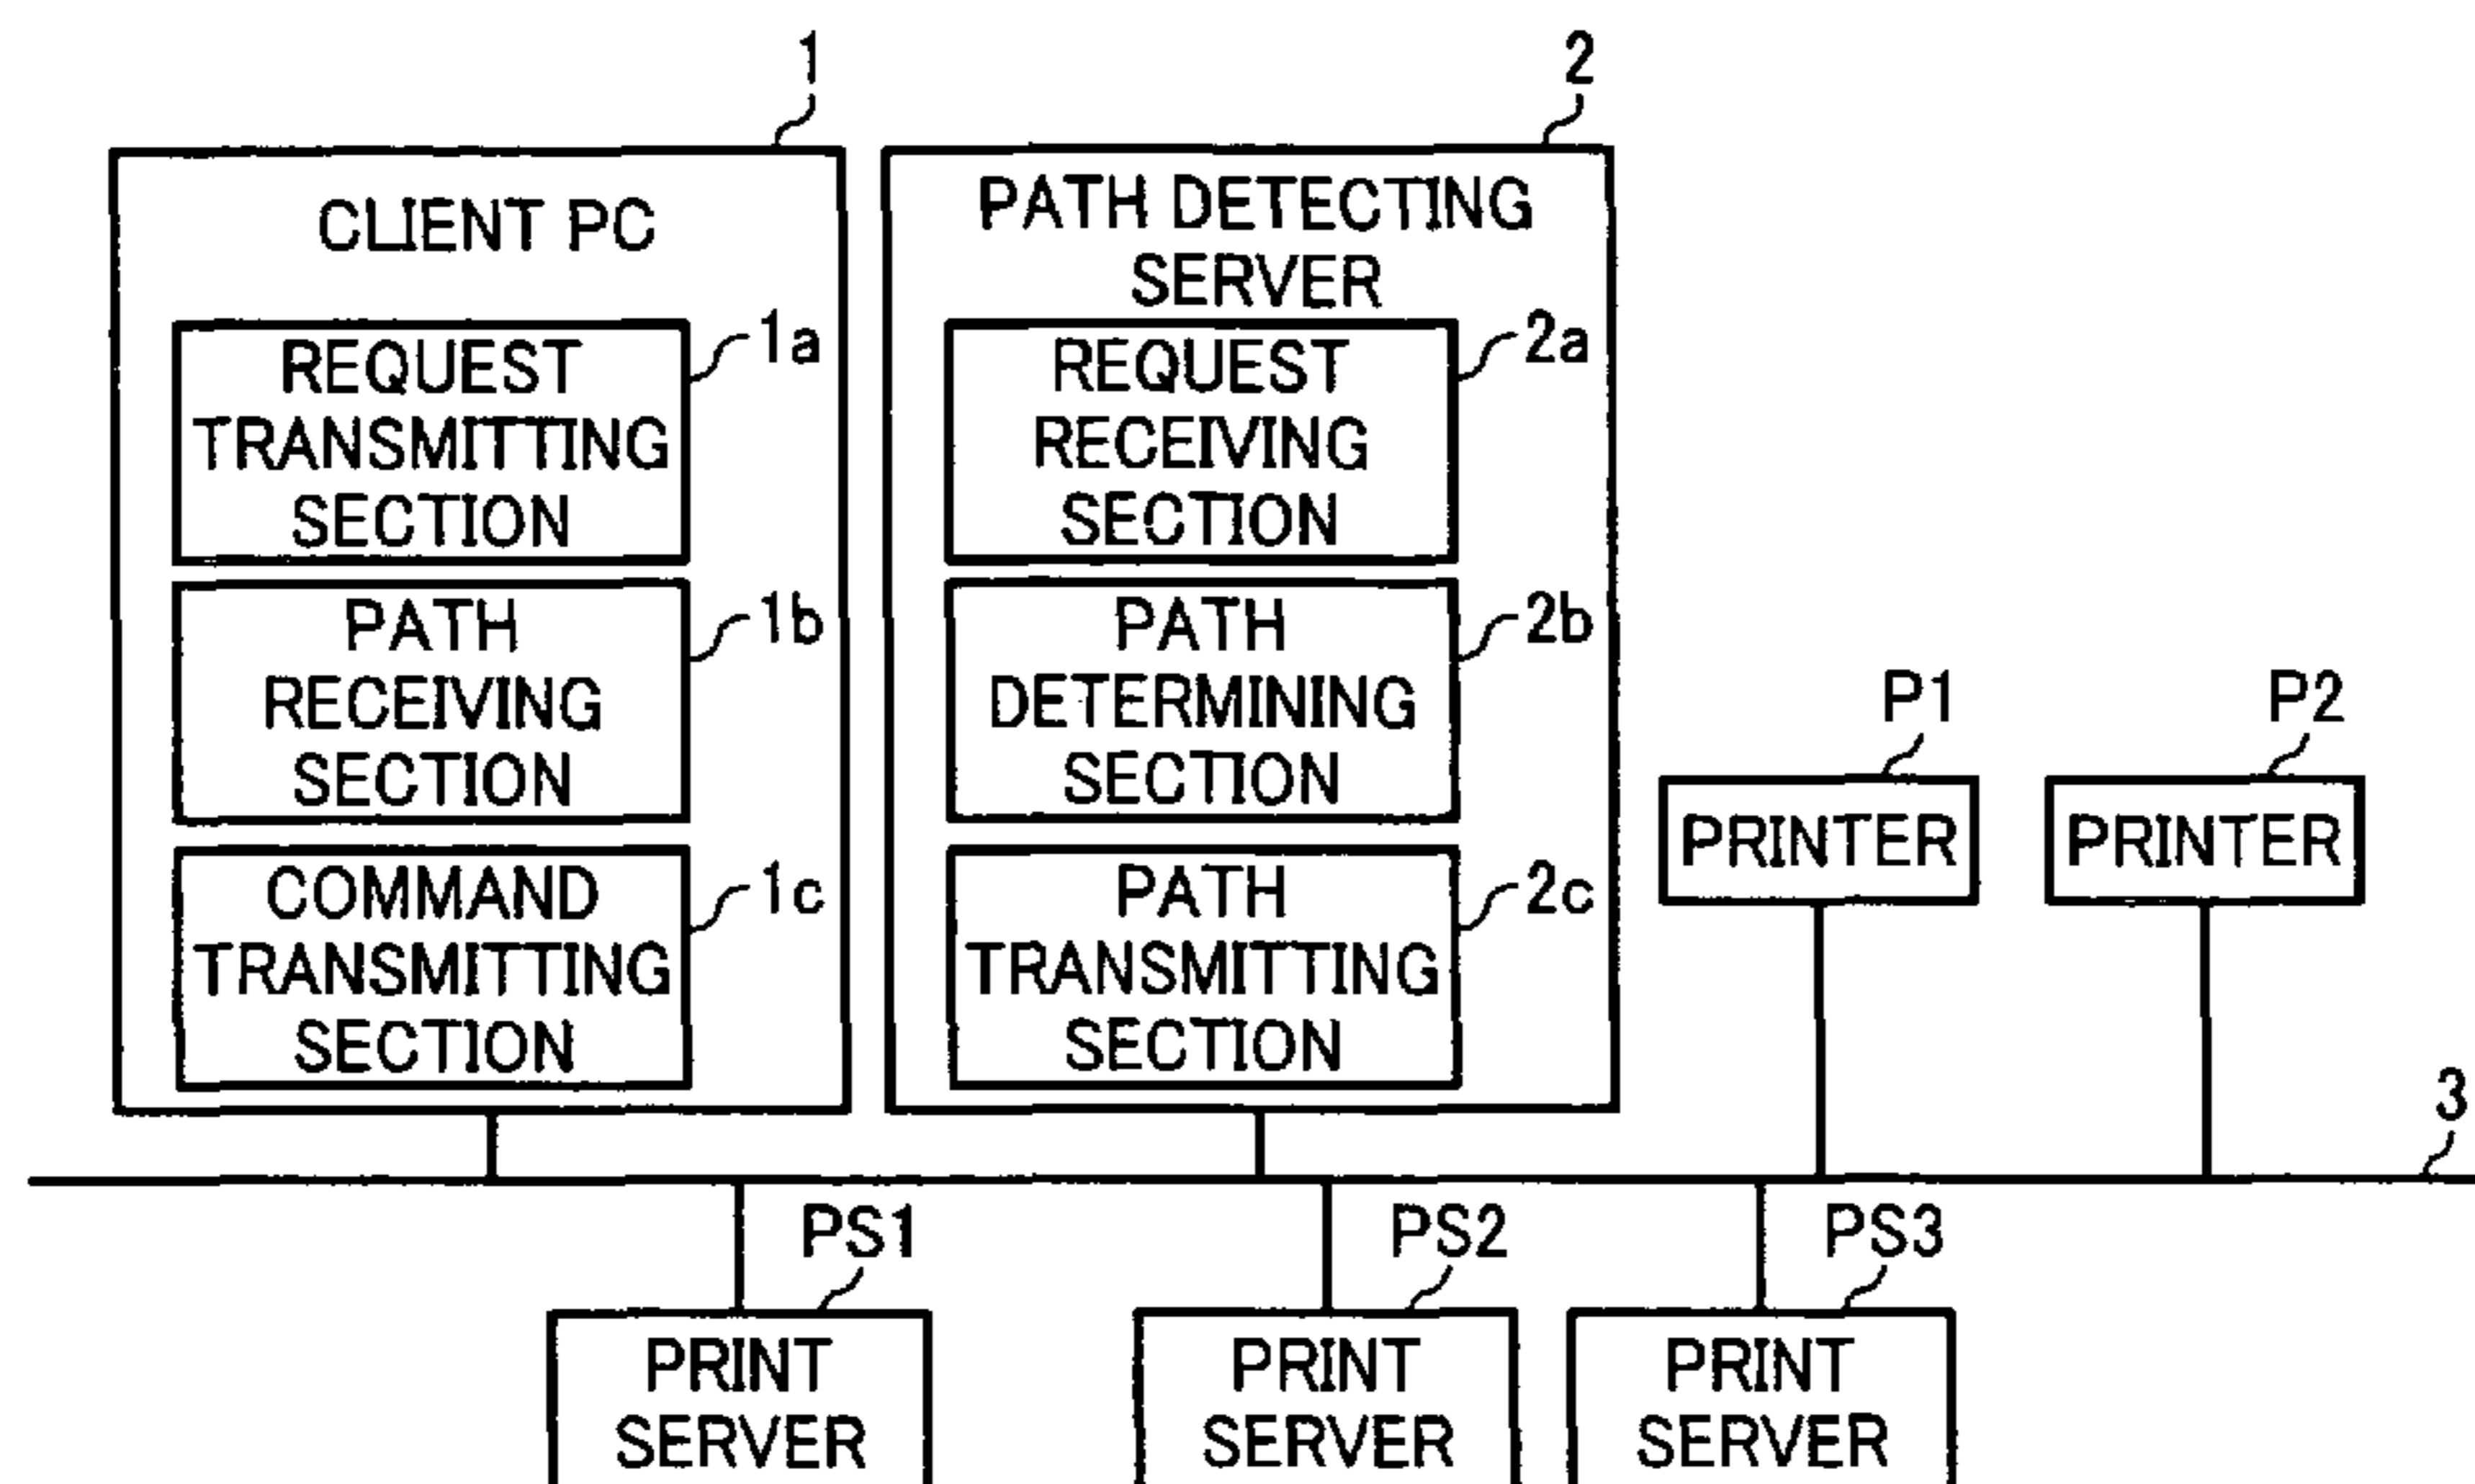 1
CLIENT PC
REQUEST
TRANSMITTING
SECTION
1a
PATH
RECEIVING
SECTION
1b
COMMAND
TRANSMITTING
SECTION
1c
2
PATH DETECTING
SERVER
REQUEST
RECEIVING
SECTION
2a
PATH
DETERMINING
SECTION
2b
PATH
TRANSMITTING
SECTION
2c
P1
PRINTER
P2
PRINTER
3
PS1
PRINT
SERVER
PS2
PRINT
SERVER
PS3
PRINT
SERVER